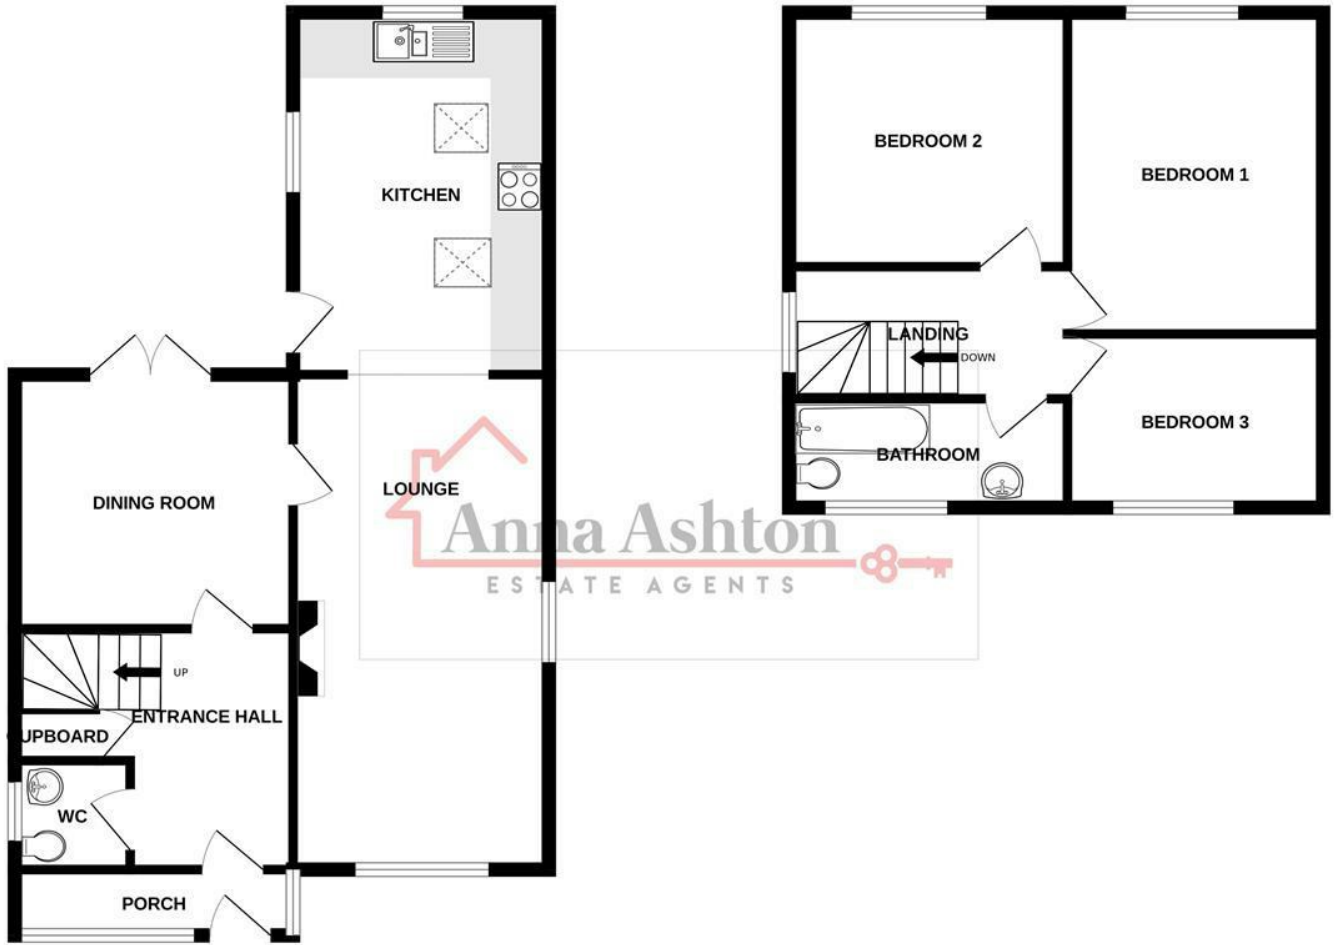 KITCHEN
LOUNGE
DINING ROOM
UP
ENTRANCE HALL
CUPBOARD
WC
PORCH
BEDROOM 2
BEDROOM 1
LANDING
DOWN
BATHROOM
BEDROOM 3
Anna Ashton
ESTATE AGENTS